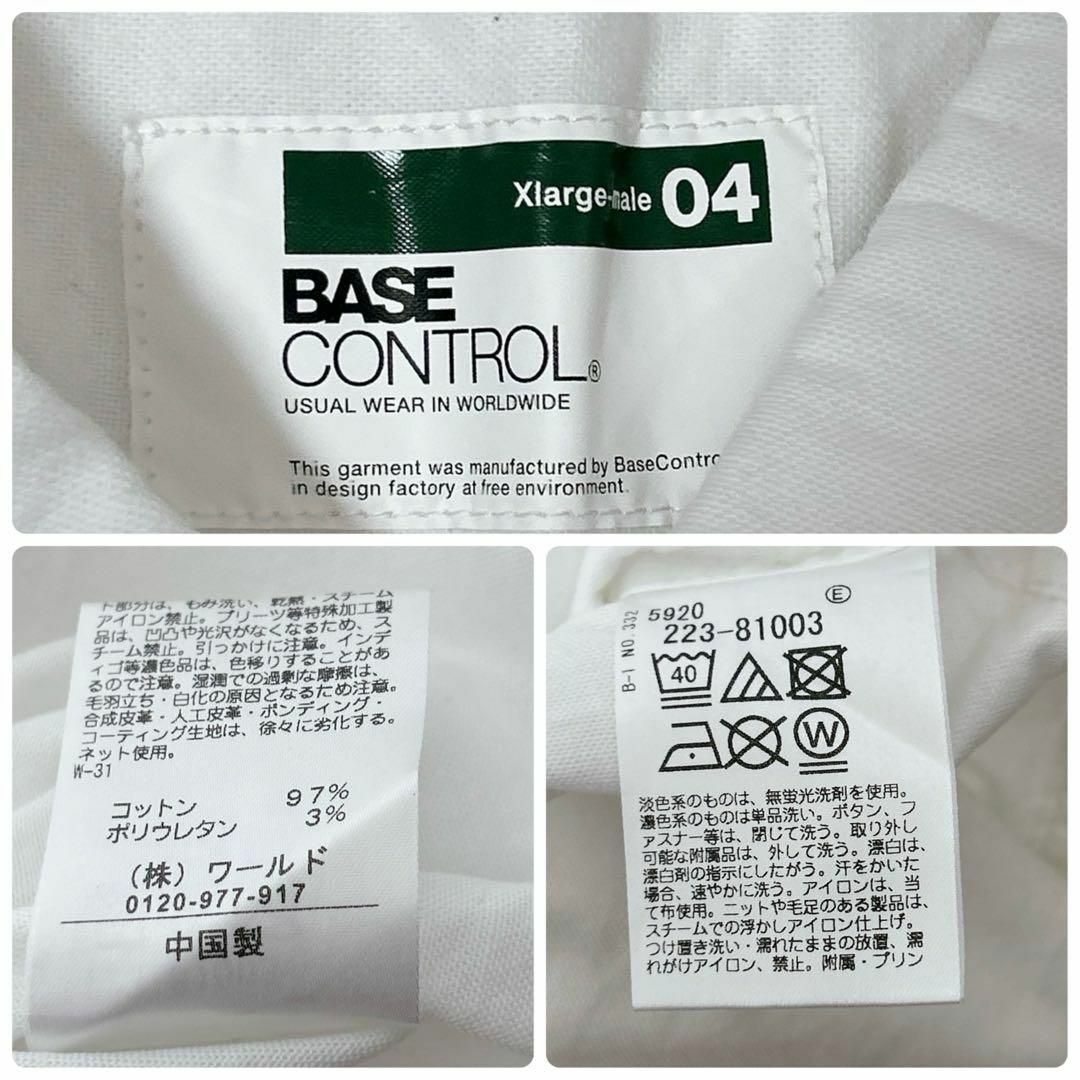 Xlarge-male 04
BASE
CONTROL®
USUAL WEAR IN WORLDWIDE
This garment was manufactured by BaseContro
in design factory at free environment.
ト部分は、もみ洗い、乾熱・スチーム
アイロン禁止。プリーツ等特殊加工製
品は、凹凸や光沢がなくなるため、ス
チーム禁止。引っかけに注意。インデ
ィゴ等濃色品は、色移りすることがあ
るので注意。湿潤での過剰な摩擦は、
毛羽立ち・白化の原因となるため注意。
合成皮革・人工皮革・ボンディング・
コーティング生地は、徐々に劣化する。
ネット使用。
W-31
コットン 97%
ポリウレタン 3%
(株)ワールド
0120-977-917
中国製
B-I NO.332
5920 Ⓔ
223-81003
40
W
淡色系のものは、無蛍光洗剤を使用。
濃色系のものは単品洗い。ボタン、フ
ァスナー等は、閉じて洗う。取り外し
可能な附属品は、外して洗う。漂白は、
漂白剤の指示にしたがう。汗をかいた
場合、速やかに洗う。アイロンは、当
て布使用。ニットや毛足のある製品は、
スチームでの浮かしアイロン仕上げ。
つけ置き洗い・濡れたままの放置、濡
れがけアイロン、禁止。附属・プリン